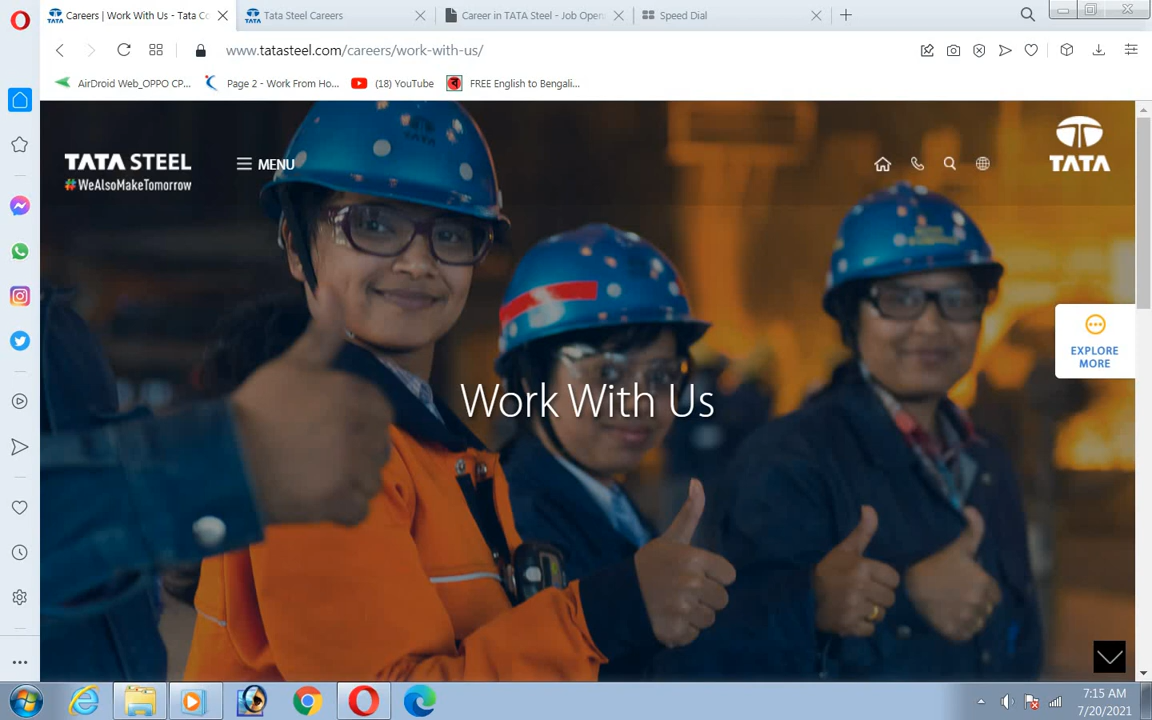 Careers | Work With Us - Tata Co
Tata Steel Careers
Career in TATA Steel - Job Open
Speed Dial
www.tatasteel.com/careers/work-with-us/
AirDroid Web_OPPO CP...
Page 2 - Work From Ho...
(18) YouTube
FREE English to Bengali...
TATA STEEL
#WeAlsoMakeTomorrow
MENU
TATA
EXPLORE
MORE
Work With Us
7:15 AM
7/20/2021